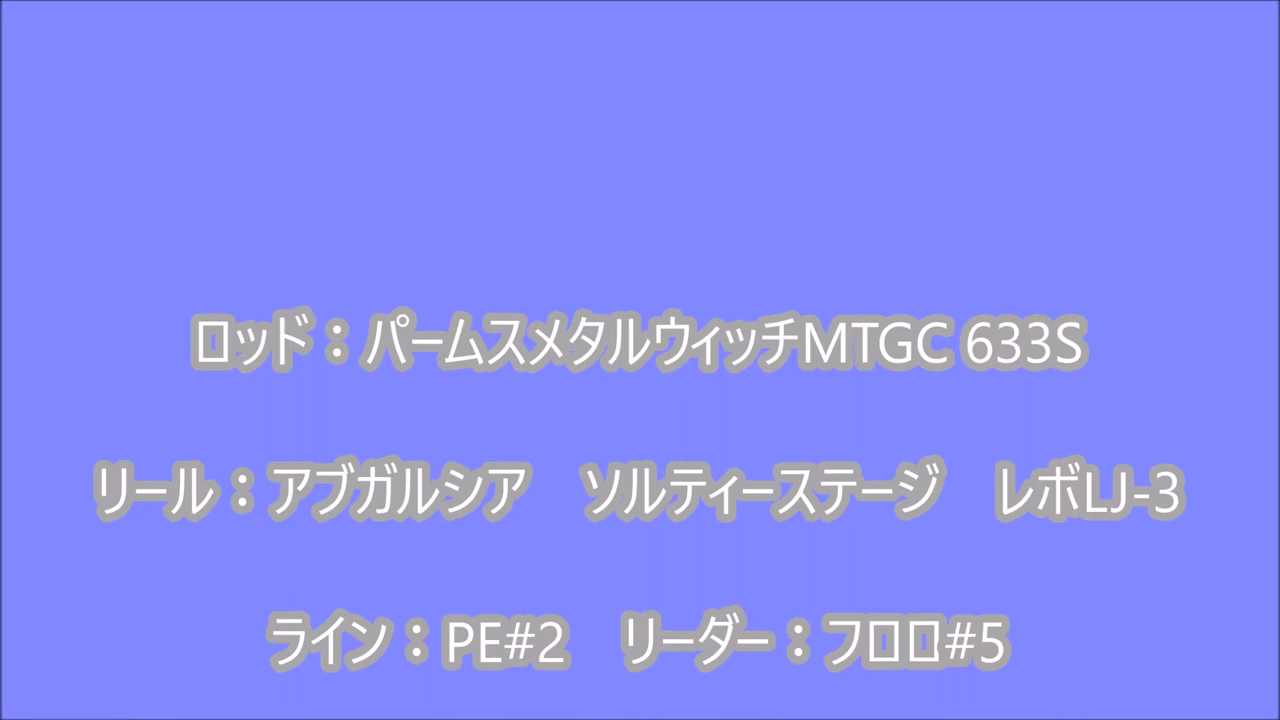 ロッド：パームスメタルウィッチMTGC 633S
リール：アブガルシア　ソルティーステージ　レボLJ-3
ライン：PE#2　リーダー：フロロ#5